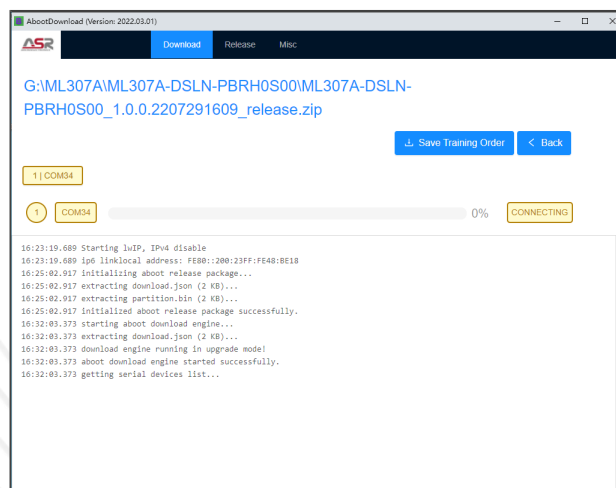 AbootDownload (Version: 2022.03.01)
ASR
Download Release Misc
G:\ML307A\ML307A-DSLN-PBRH0S00\ML307A-DSLN-
PBRH0S00_1.0.0.2207291609_release.zip
Save Training Order < Back
1 | COM34
1 COM34 0% CONNECTING
16:23:19.689 Starting lwIP, IPv4 disable
16:23:19.689 ip6 linklocal address: FE80::200:23FF:FE48:BE18
16:25:02.917 initializing aboot release package...
16:25:02.917 extracting download.json (2 KB)...
16:25:02.917 extracting partition.bin (2 KB)...
16:25:02.917 initialized aboot release package successfully.
16:32:03.373 starting aboot download engine...
16:32:03.373 extracting download.json (2 KB)...
16:32:03.373 download engine running in upgrade mode!
16:32:03.373 aboot download engine started successfully.
16:32:03.373 getting serial devices list...